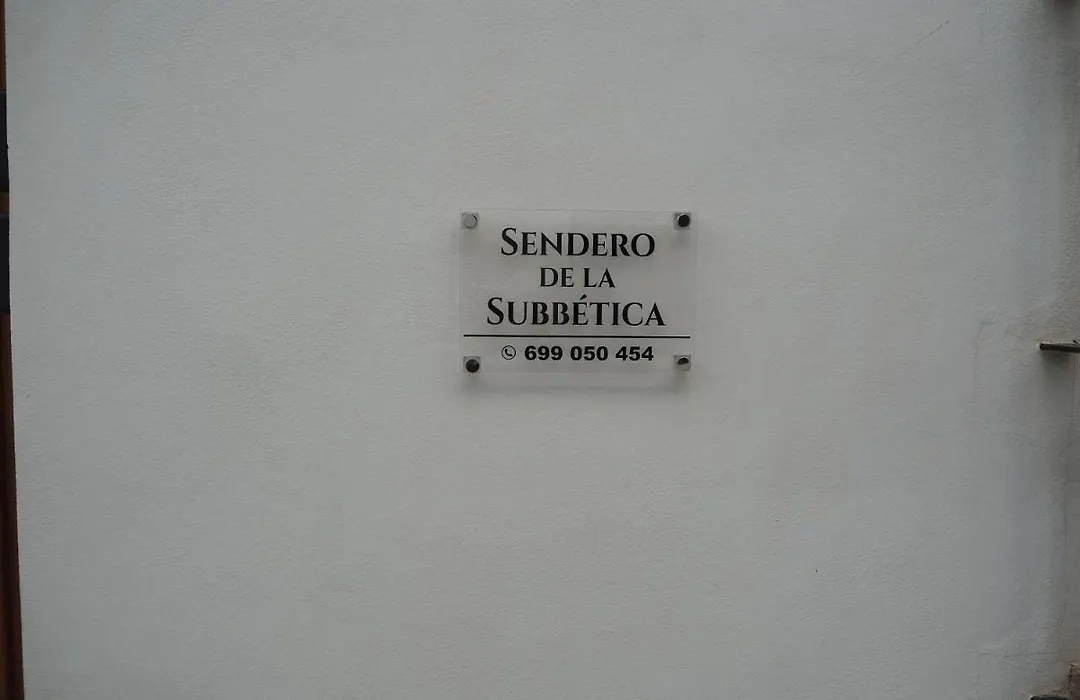 SENDERO
DE LA
SUBBÉTICA
699 050 454